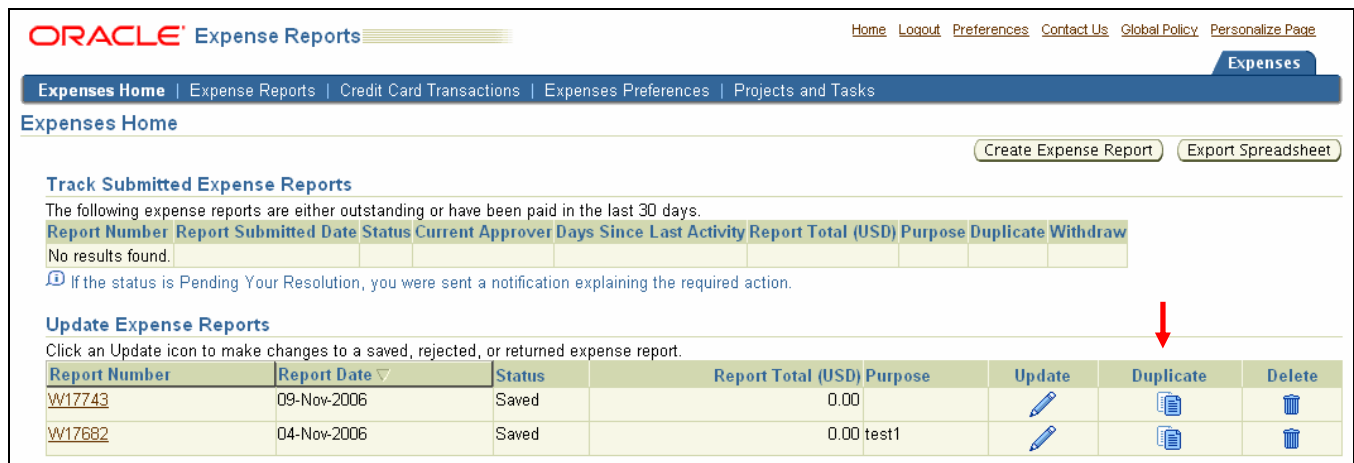 ORACLE Expense Reports
Home Logout Preferences Contact Us Global Policy Personalize Page
Expenses
Expenses Home | Expense Reports | Credit Card Transactions | Expenses Preferences | Projects and Tasks
Expenses Home
Create Expense Report Export Spreadsheet
Track Submitted Expense Reports
The following expense reports are either outstanding or have been paid in the last 30 days.
Report Number Report Submitted Date Status Current Approver Days Since Last Activity Report Total (USD) Purpose Duplicate Withdraw
No results found.
If the status is Pending Your Resolution, you were sent a notification explaining the required action.
Update Expense Reports
Click an Update icon to make changes to a saved, rejected, or returned expense report.
Report Number Report Date Status Report Total (USD) Purpose Update Duplicate Delete
W17743 09-Nov-2006 Saved 0.00
W17682 04-Nov-2006 Saved 0.00 test1